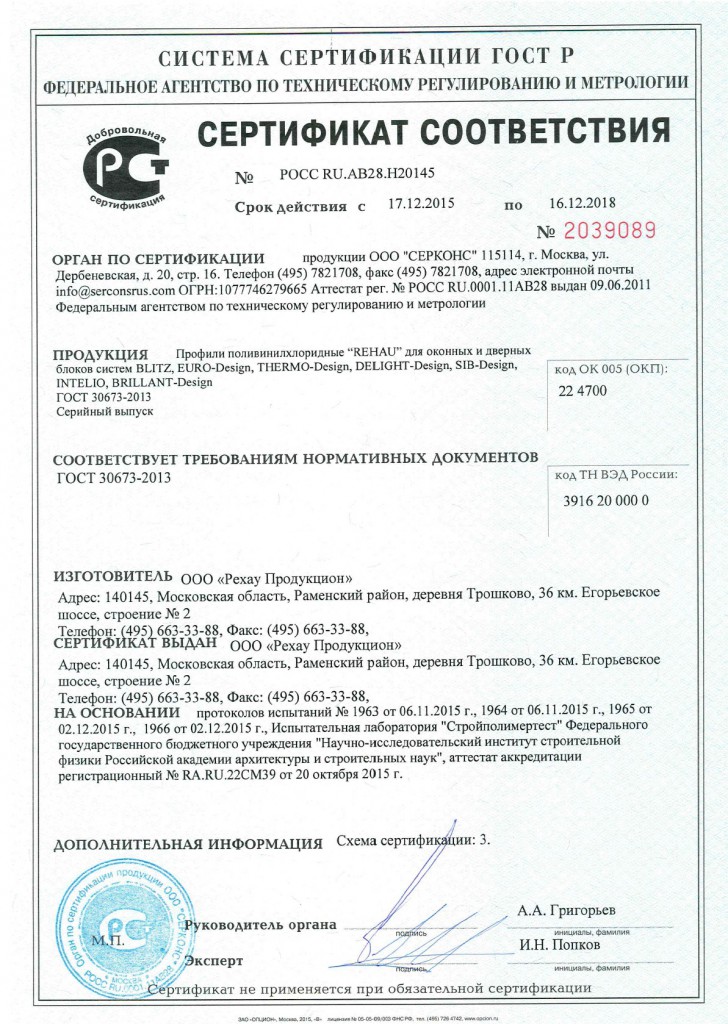 СИСТЕМА СЕРТИФИКАЦИИ ГОСТ Р
ФЕДЕРАЛЬНОЕ АГЕНТСТВО ПО ТЕХНИЧЕСКОМУ РЕГУЛИРОВАНИЮ И МЕТРОЛОГИИ
Добровольная
РСТ
сертификация
СЕРТИФИКАТ СООТВЕТСТВИЯ
№ РОСС RU.АВ28.Н20145
Срок действия с 17.12.2015 по 16.12.2018
№ 2039089
ОРГАН ПО СЕРТИФИКАЦИИ продукции ООО "СЕРКОНС" 115114, г. Москва, ул.
Дербеневская, д. 20, стр. 16. Телефон (495) 7821708, факс (495) 7821708, адрес электронной почты
info@serconsrus.com ОГРН:1077746279665 Аттестат рег. № РОСС RU.0001.11АВ28 выдан 09.06.2011
Федеральным агентством по техническому регулированию и метрологии
ПРОДУКЦИЯ Профили поливинилхлоридные “REHAU” для оконных и дверных
блоков систем BLITZ, EURO-Design, THERMO-Design, DELIGHT-Design, SIB-Design,
INTELIO, BRILLANT-Design
ГОСТ 30673-2013
Серийный выпуск
код ОК 005 (ОКП):
22 4700
СООТВЕТСТВУЕТ ТРЕБОВАНИЯМ НОРМАТИВНЫХ ДОКУМЕНТОВ
ГОСТ 30673-2013
код ТН ВЭД России:
3916 20 000 0
ИЗГОТОВИТЕЛЬ ООО «Рехау Продукцион»
Адрес: 140145, Московская область, Раменский район, деревня Трошково, 36 км. Егорьевское
шоссе, строение № 2
Телефон: (495) 663-33-88, Факс: (495) 663-33-88,
СЕРТИФИКАТ ВЫДАН ООО «Рехау Продукцион»
Адрес: 140145, Московская область, Раменский район, деревня Трошково, 36 км. Егорьевское
шоссе, строение № 2
Телефон: (495) 663-33-88, Факс: (495) 663-33-88,
НА ОСНОВАНИИ протоколов испытаний № 1963 от 06.11.2015 г., 1964 от 06.11.2015 г., 1965 от
02.12.2015 г., 1966 от 02.12.2015 г., Испытательная лаборатория "Стройполимертест" Федерального
государственного бюджетного учреждения "Научно-исследовательский институт строительной
физики Российской академии архитектуры и строительных наук", аттестат аккредитации
регистрационный № RA.RU.22СМ39 от 20 октября 2015 г.
ДОПОЛНИТЕЛЬНАЯ ИНФОРМАЦИЯ Схема сертификации: 3.
Орган по сертификации продукции ООО "СЕРКОНС"
РСТ
МОСКВА
М.П.
Руководитель органа
подпись
А.А. Григорьев
инициалы, фамилия
Эксперт
подпись
И.Н. Попков
инициалы, фамилия
Сертификат не применяется при обязательной сертификации
ЗАО «ОПЦИОН», Москва, 2015, «В» лицензия № 05-05-09/003 ФНС РФ, тел. (495) 726 4742, www.opcion.ru